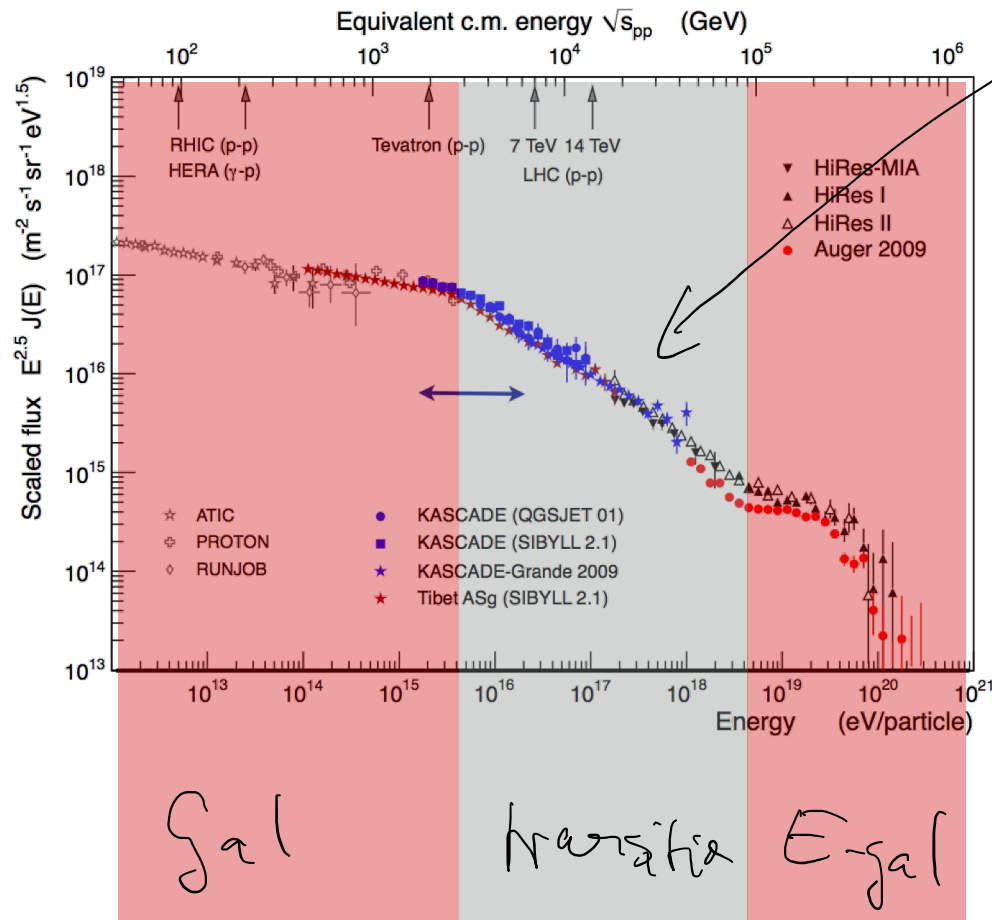 Equivalent c.m. energy √s_pp (GeV)
10^2 10^3 10^4 10^5 10^6
10^19
10^18
10^17
10^16
10^15
10^14
10^13
Scaled flux E^2.5 J(E) (m^-2 s^-1 sr^-1 eV^1.5)
RHIC (p-p)
HERA (γ-p)
Tevatron (p-p)
7 TeV 14 TeV
LHC (p-p)
HiRes-MIA
HiRes I
HiRes II
Auger 2009
ATIC
PROTON
RUNJOB
KASCADE (QGSJET 01)
KASCADE (SIBYLL 2.1)
KASCADE-Grande 2009
Tibet ASg (SIBYLL 2.1)
10^13 10^14 10^15 10^16 10^17 10^18 10^19 10^20 10^21
Energy (eV/particle)
Gal E-gal